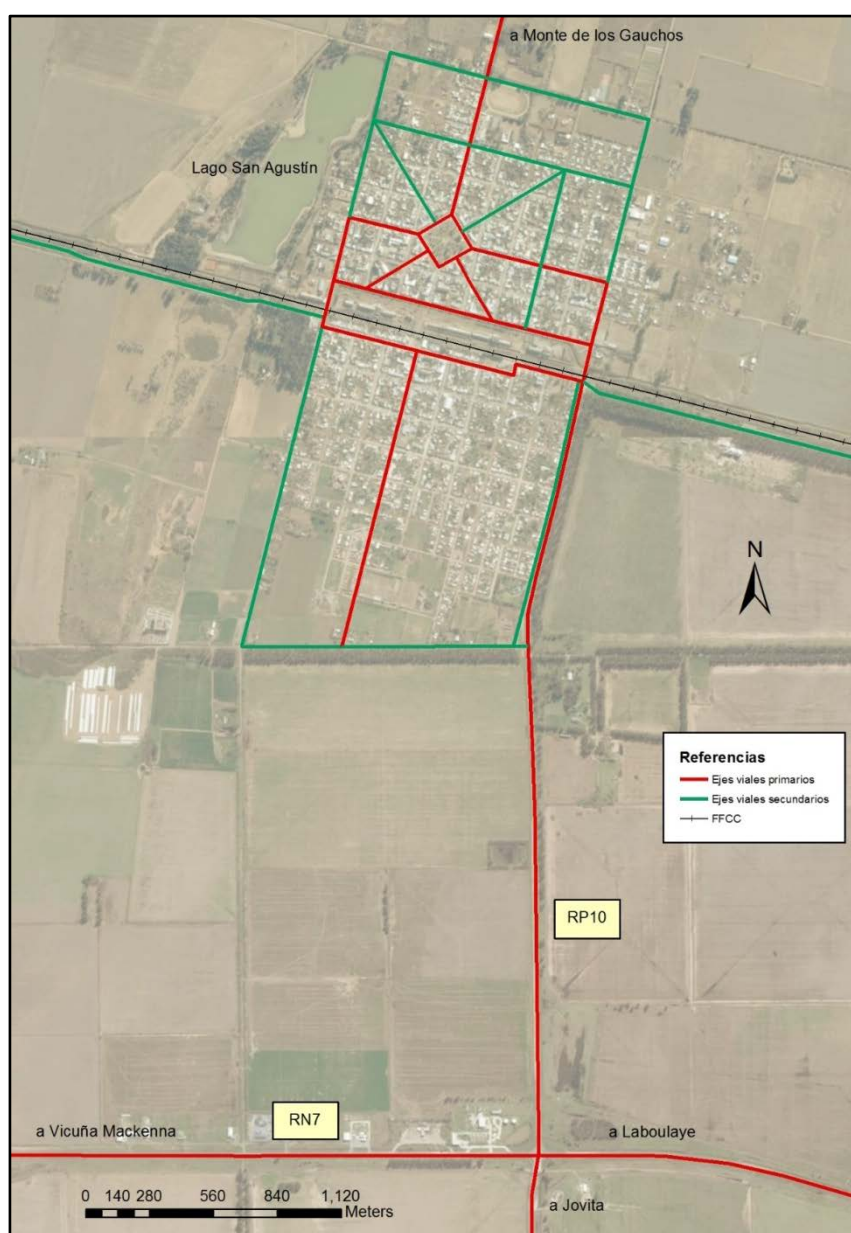 a Monte de los Gauchos
Lago San Agustín
N
Referencias
Ejes viales primarios
Ejes viales secundarios
FFCC
RP10
RN7
a Vicuña Mackenna
a Laboulaye
0 140 280 560 840 1,120
Meters
a Jovita